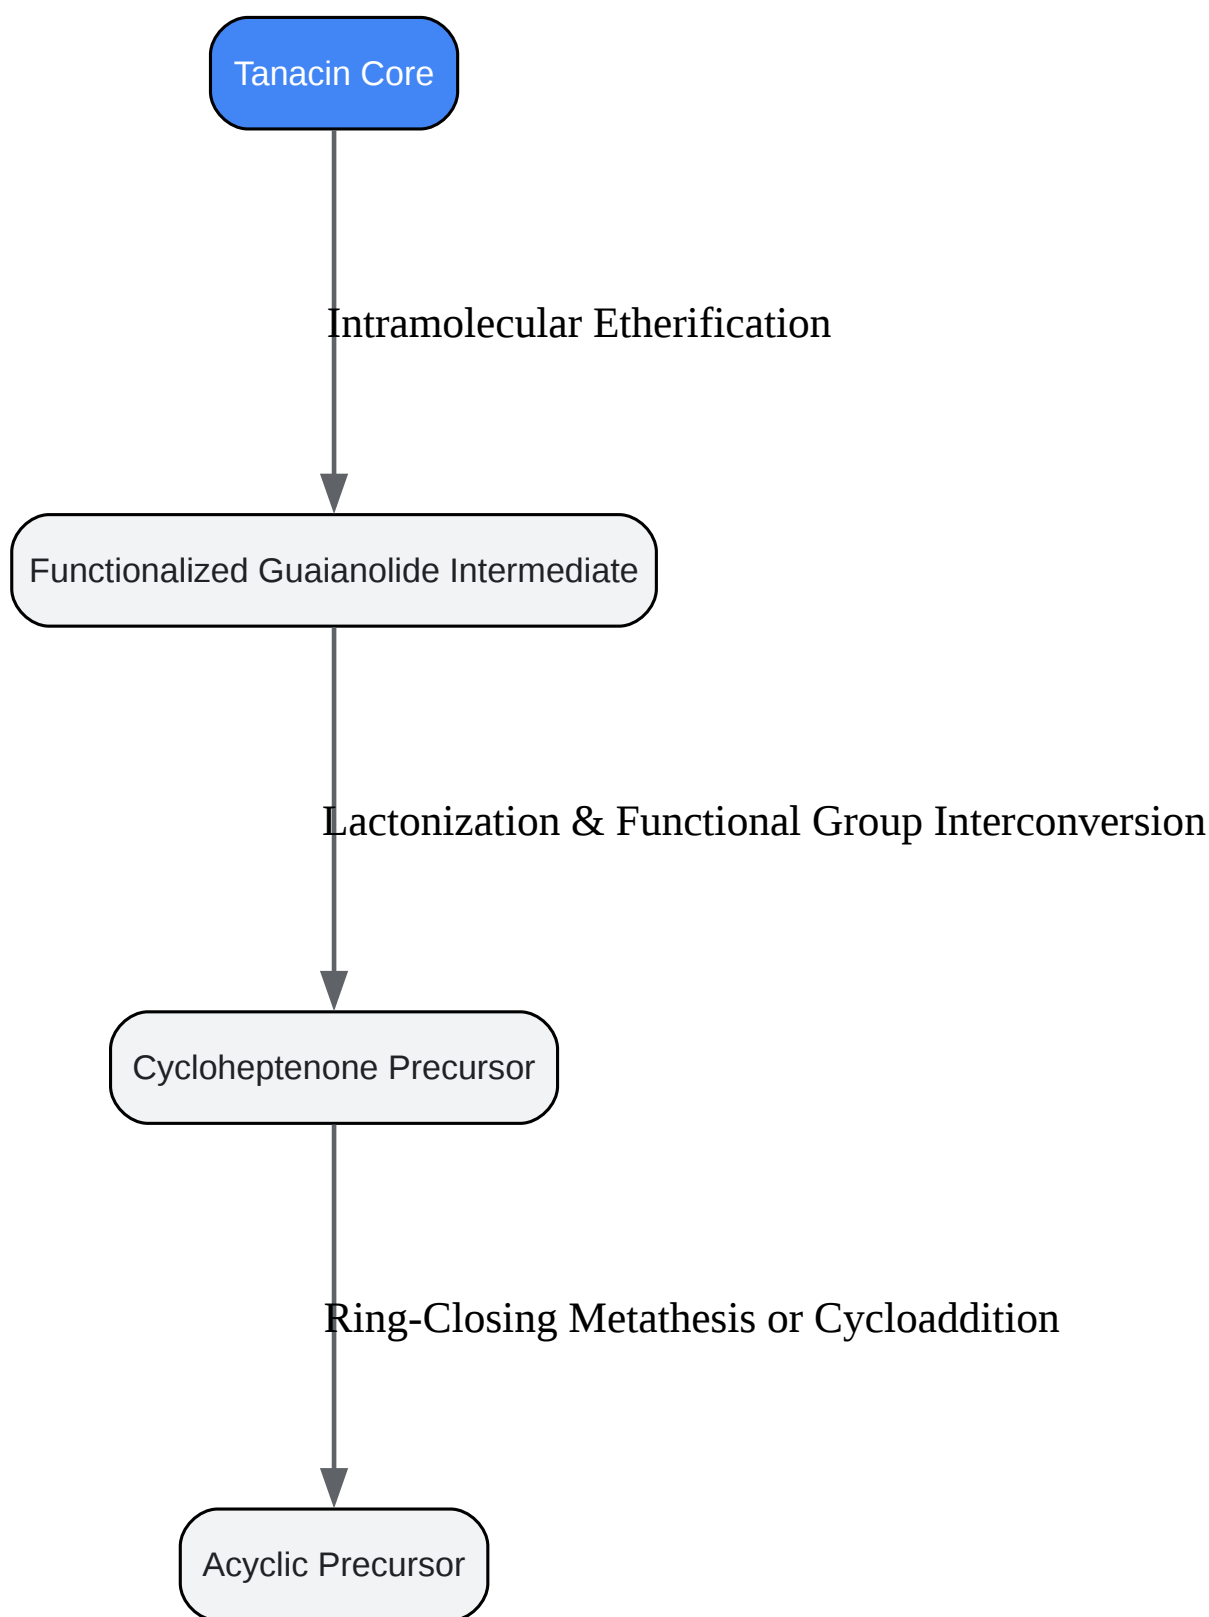 Tanacin Core
Intramolecular Etherification
Functionalized Guaianolide Intermediate
Lactonization & Functional Group Interconversion
Cycloheptenone Precursor
Ring-Closing Metathesis or Cycloaddition
Acyclic Precursor